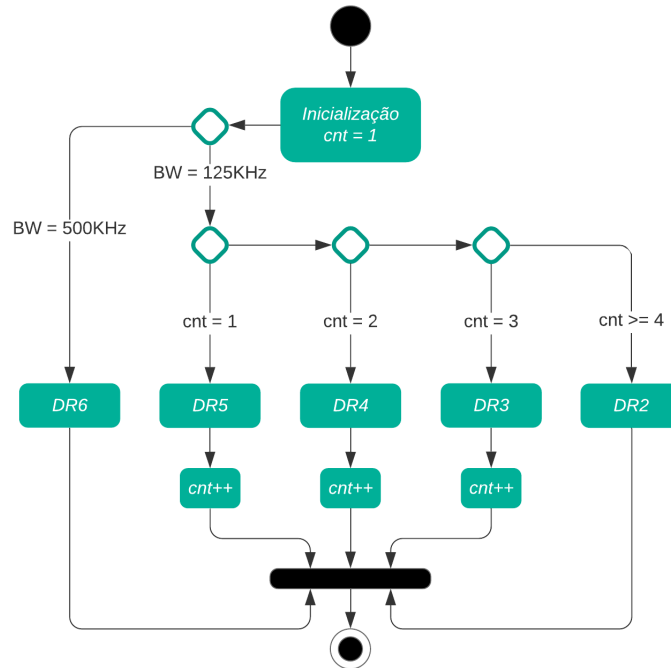 Inicialização
cnt = 1
BW = 125KHz
BW = 500KHz
cnt = 1
cnt = 2
cnt = 3
cnt >= 4
DR6
DR5
DR4
DR3
DR2
cnt++
cnt++
cnt++